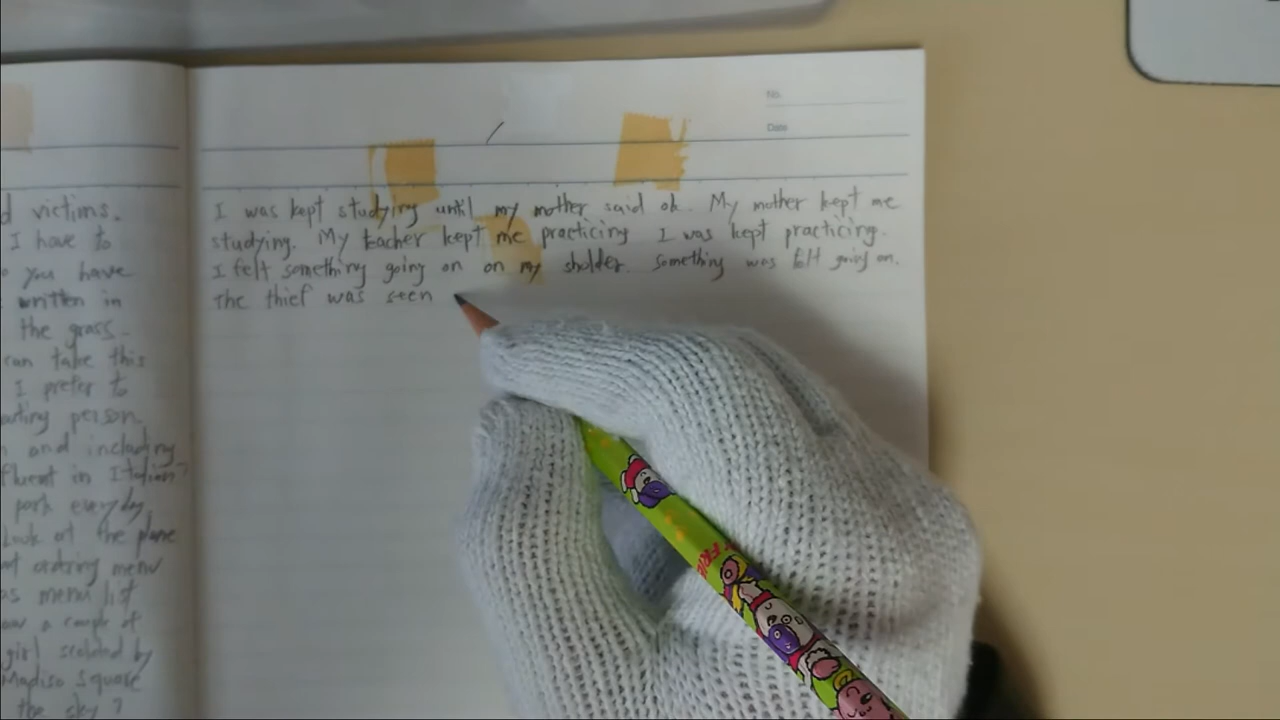 No.
Date
d victims.
I have to
you have
written in
the grass.
can take this
I prefer to
person.
and including
fluent in Italian?
park everyday
Look at the plane
ordering menu
as menu list
a couple of
girl scolded by
Madiso Square
the sky?
I was kept studying until my mother said ok. My mother kept me
studying. My teacher kept me practicing I was kept practicing.
I felt something going on on my sholder. something was felt going on.
The thief was seen